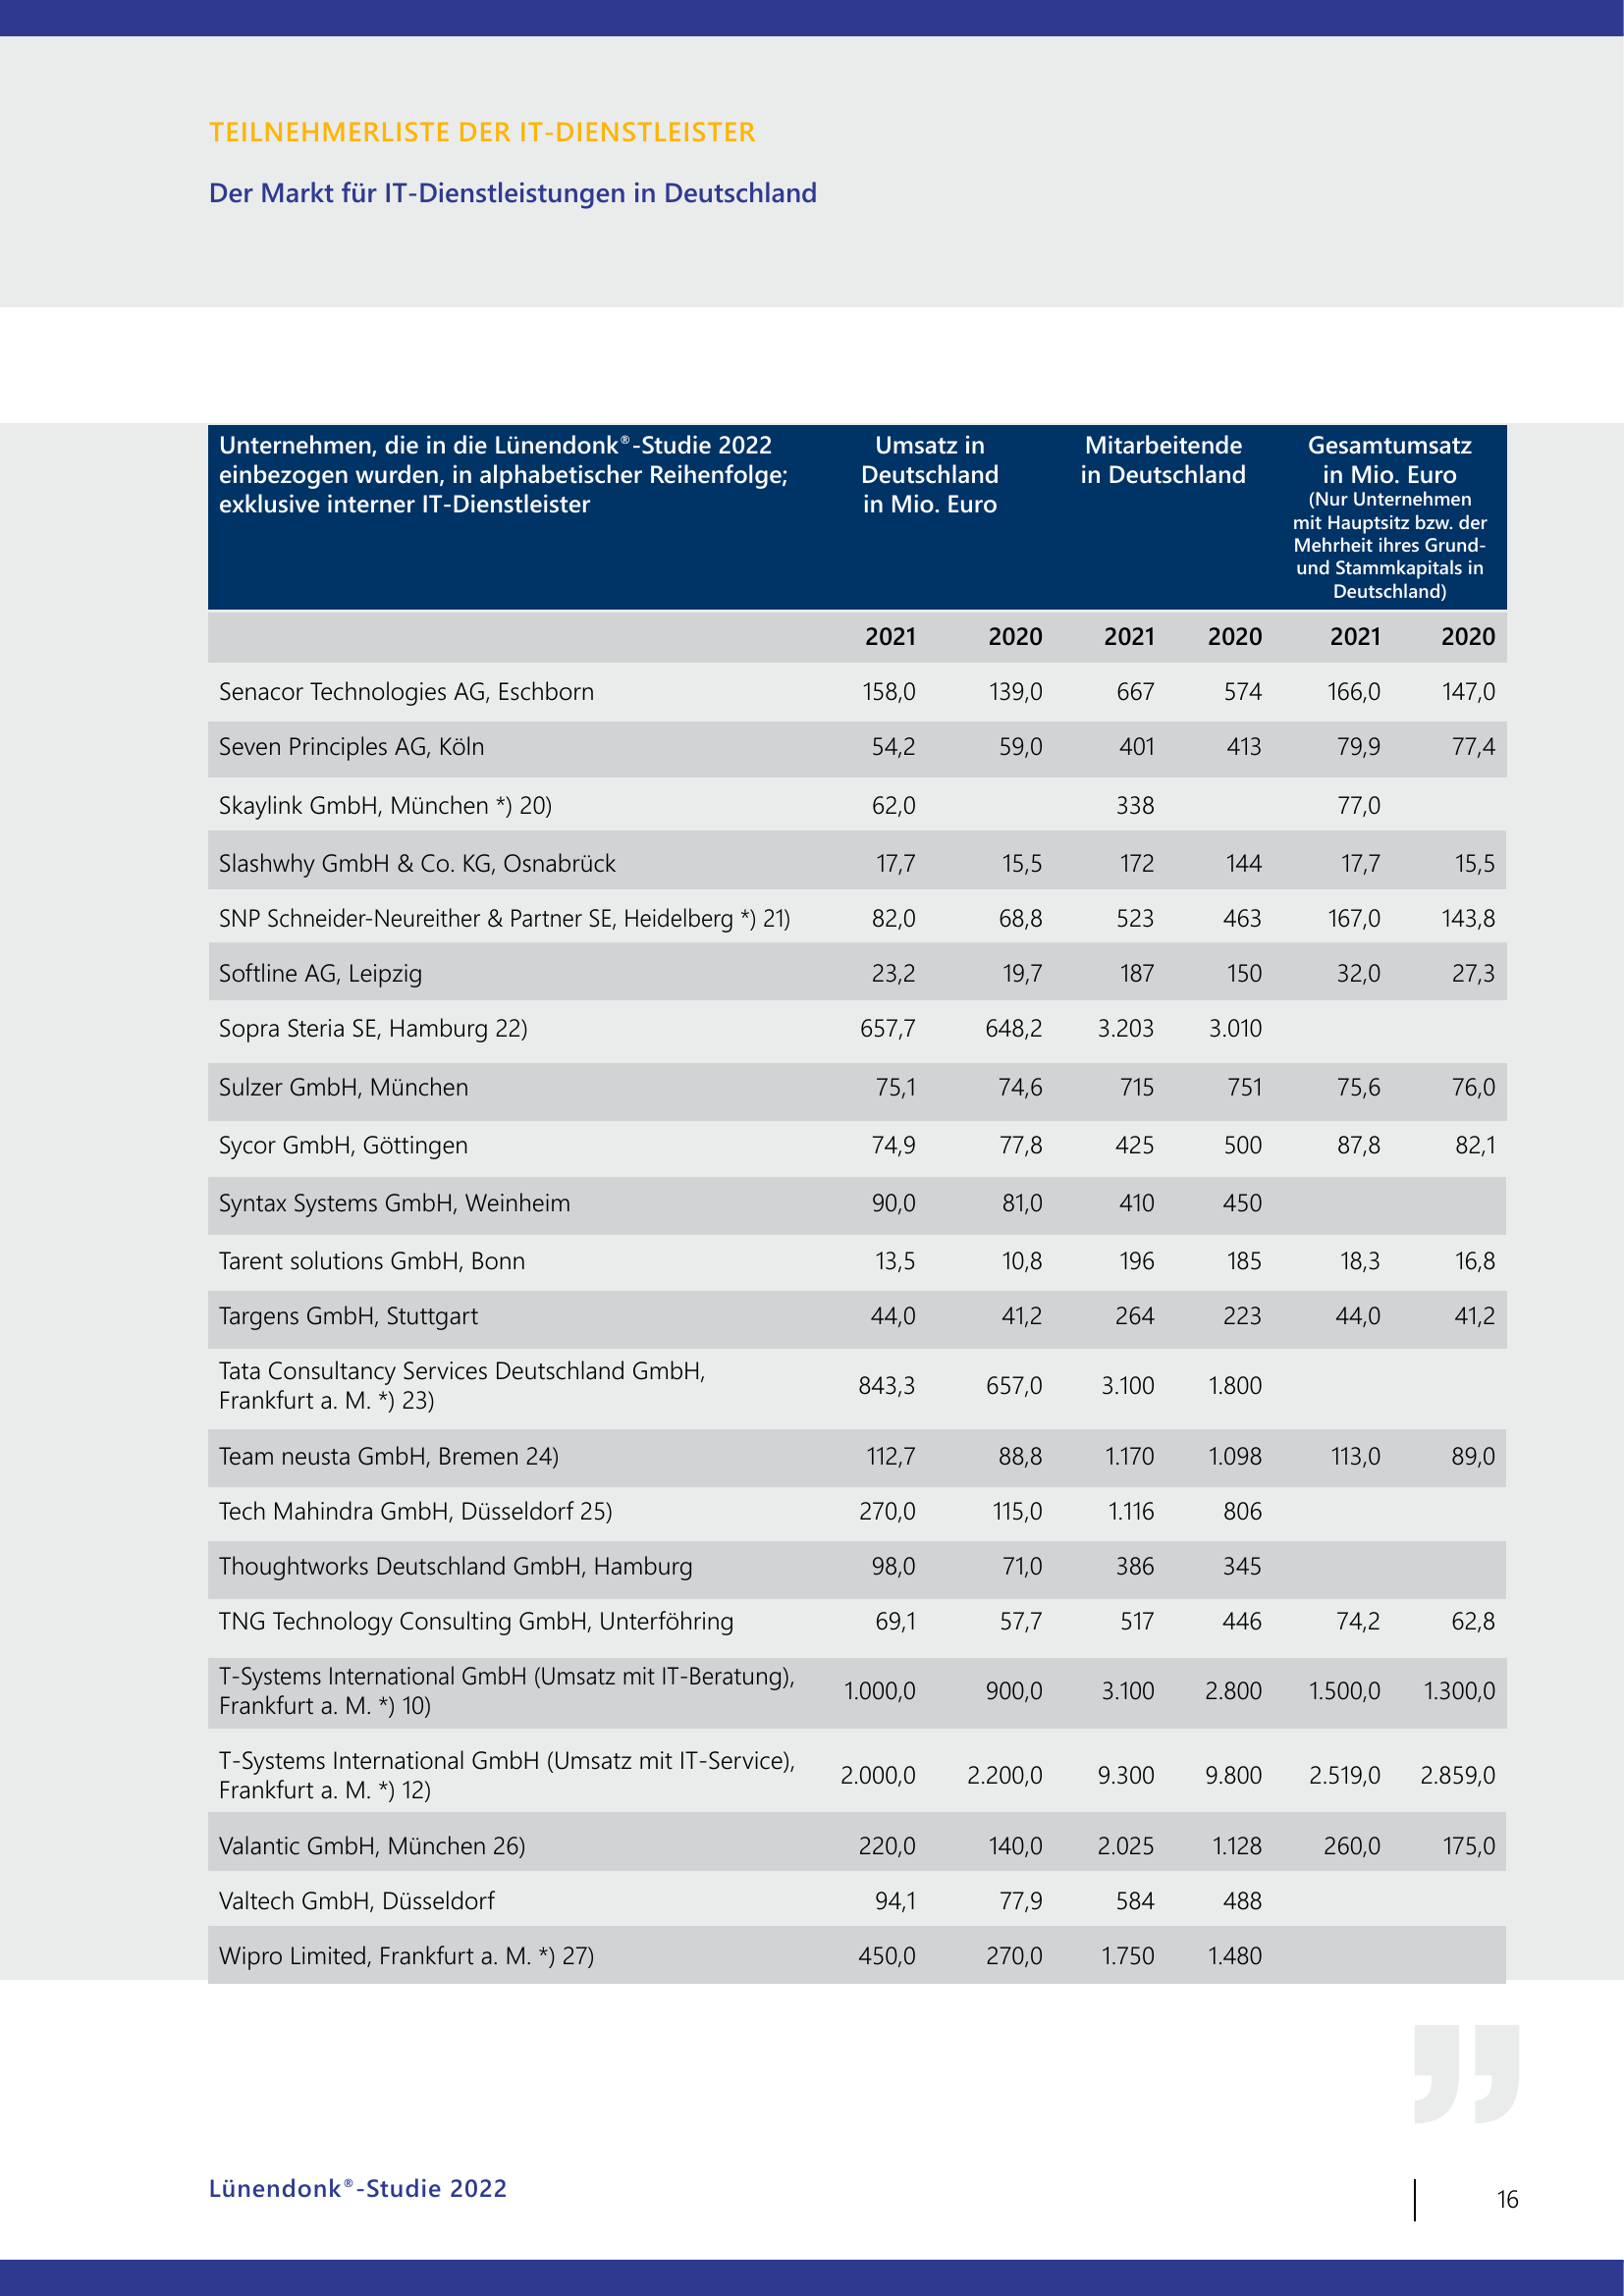 TEILNEHMERLISTE DER IT-DIENSTLEISTER
Der Markt für IT-Dienstleistungen in Deutschland
Unternehmen, die in die Lünendonk®-Studie 2022
einbezogen wurden, in alphabetischer Reihenfolge;
exklusive interner IT-Dienstleister
Umsatz in
Deutschland
in Mio. Euro
Mitarbeitende
in Deutschland
Gesamtumsatz
in Mio. Euro
(Nur Unternehmen
mit Hauptsitz bzw. der
Mehrheit ihres Grund-
und Stammkapitals in
Deutschland)
2021 2020 2021 2020 2021 2020
Senacor Technologies AG, Eschborn 158,0 139,0 667 574 166,0 147,0
Seven Principles AG, Köln 54,2 59,0 401 413 79,9 77,4
Skaylink GmbH, München *) 20) 62,0 338 77,0
Slashwhy GmbH & Co. KG, Osnabrück 17,7 15,5 172 144 17,7 15,5
SNP Schneider-Neureither & Partner SE, Heidelberg *) 21) 82,0 68,8 523 463 167,0 143,8
Softline AG, Leipzig 23,2 19,7 187 150 32,0 27,3
Sopra Steria SE, Hamburg 22) 657,7 648,2 3.203 3.010
Sulzer GmbH, München 75,1 74,6 715 751 75,6 76,0
Sycor GmbH, Göttingen 74,9 77,8 425 500 87,8 82,1
Syntax Systems GmbH, Weinheim 90,0 81,0 410 450
Tarent solutions GmbH, Bonn 13,5 10,8 196 185 18,3 16,8
Targens GmbH, Stuttgart 44,0 41,2 264 223 44,0 41,2
Tata Consultancy Services Deutschland GmbH,
Frankfurt a. M. *) 23) 843,3 657,0 3.100 1.800
Team neusta GmbH, Bremen 24) 112,7 88,8 1.170 1.098 113,0 89,0
Tech Mahindra GmbH, Düsseldorf 25) 270,0 115,0 1.116 806
Thoughtworks Deutschland GmbH, Hamburg 98,0 71,0 386 345
TNG Technology Consulting GmbH, Unterföhring 69,1 57,7 517 446 74,2 62,8
T-Systems International GmbH (Umsatz mit IT-Beratung),
Frankfurt a. M. *) 10) 1.000,0 900,0 3.100 2.800 1.500,0 1.300,0
T-Systems International GmbH (Umsatz mit IT-Service),
Frankfurt a. M. *) 12) 2.000,0 2.200,0 9.300 9.800 2.519,0 2.859,0
Valantic GmbH, München 26) 220,0 140,0 2.025 1.128 260,0 175,0
Valtech GmbH, Düsseldorf 94,1 77,9 584 488
Wipro Limited, Frankfurt a. M. *) 27) 450,0 270,0 1.750 1.480
Lünendonk®-Studie 2022
16